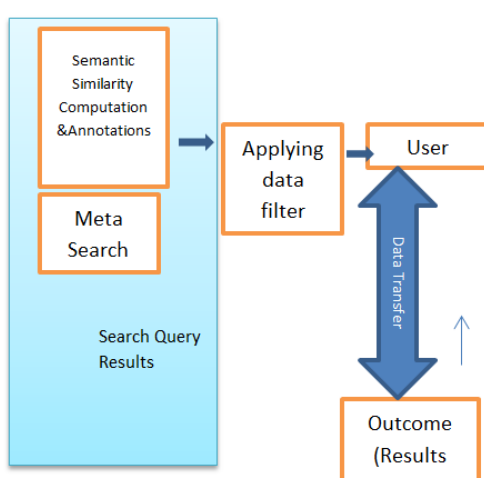 Semantic
Similarity
Computation
&Annotations
Meta
Search
Search Query
Results
Applying
data
filter
User
Data Transfer
Outcome
(Results